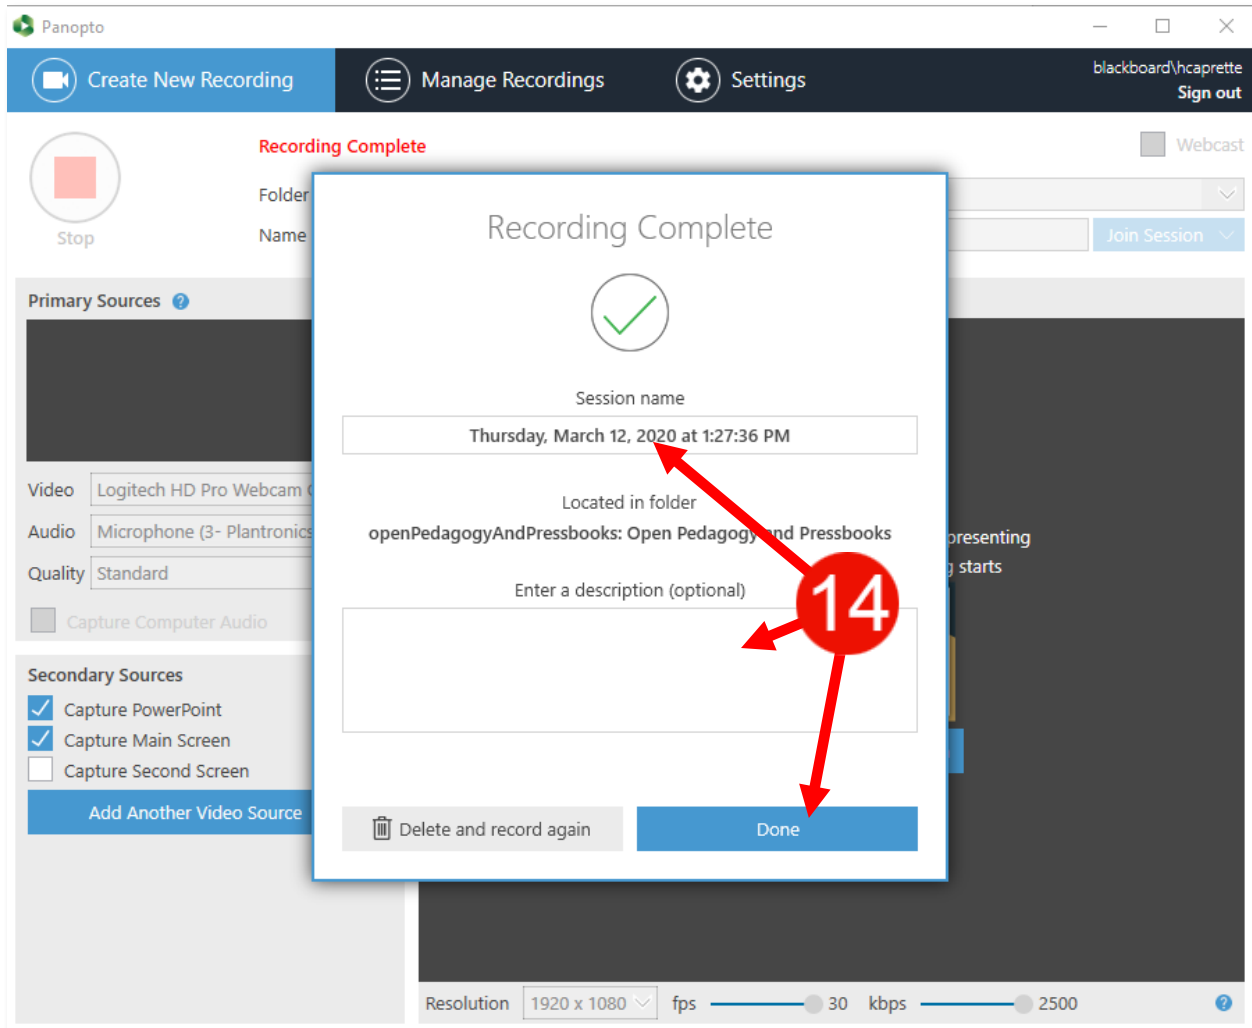 Panopto
Create New Recording
Manage Recordings
Settings
blackboard\hcaprette
Sign out
Recording Complete
Webcast
Folder
Name
Stop
Join Session
Recording Complete
Primary Sources
Session name
Thursday, March 12, 2020 at 1:27:36 PM
Video
Logitech HD Pro Webcam
Located in folder
Audio
Microphone (3- Plantronics
openPedagogyAndPressbooks: Open Pedagogy and Pressbooks
presenting
Quality
Standard
starts
Enter a description (optional)
14
Capture Computer Audio
Secondary Sources
Capture PowerPoint
Capture Main Screen
Capture Second Screen
Add Another Video Source
Delete and record again
Done
Resolution
1920 x 1080
fps
30
kbps
2500